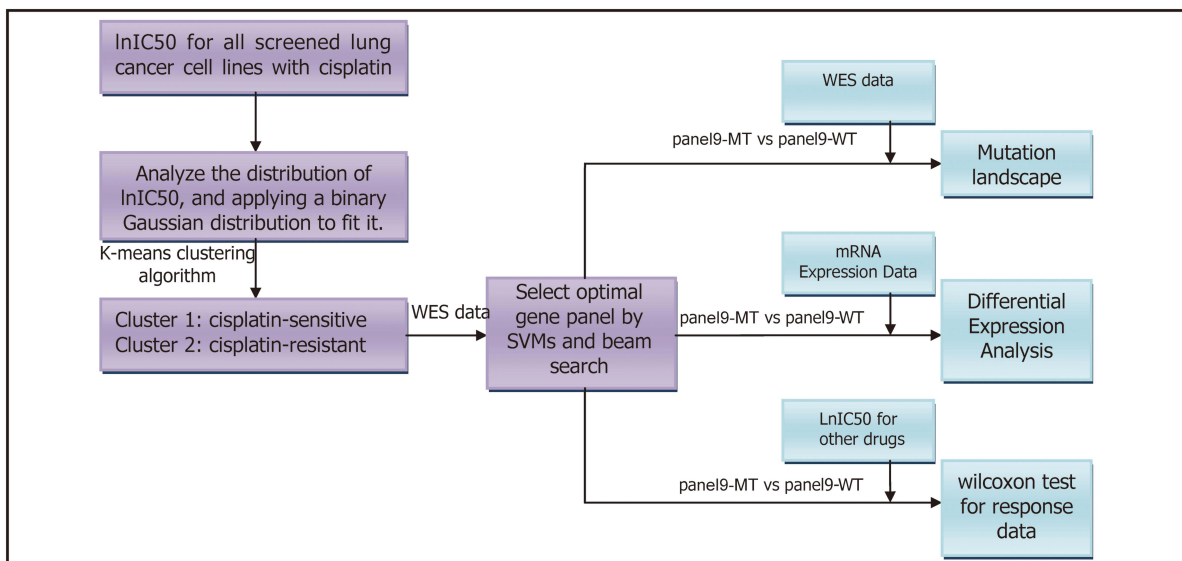 lnIC50 for all screened lung
cancer cell lines with cisplatin
Analyze the distribution of
lnIC50, and applying a binary
Gaussian distribution to fit it.
K-means clustering
algorithm
Cluster 1: cisplatin-sensitive
Cluster 2: cisplatin-resistant
WES data
Select optimal
gene panel by
SVMs and beam
search
WES data
panel9-MT vs panel9-WT
Mutation
landscape
mRNA
Expression Data
panel9-MT vs panel9-WT
Differential
Expression
Analysis
LnIC50 for
other drugs
panel9-MT vs panel9-WT
wilcoxon test
for response
data